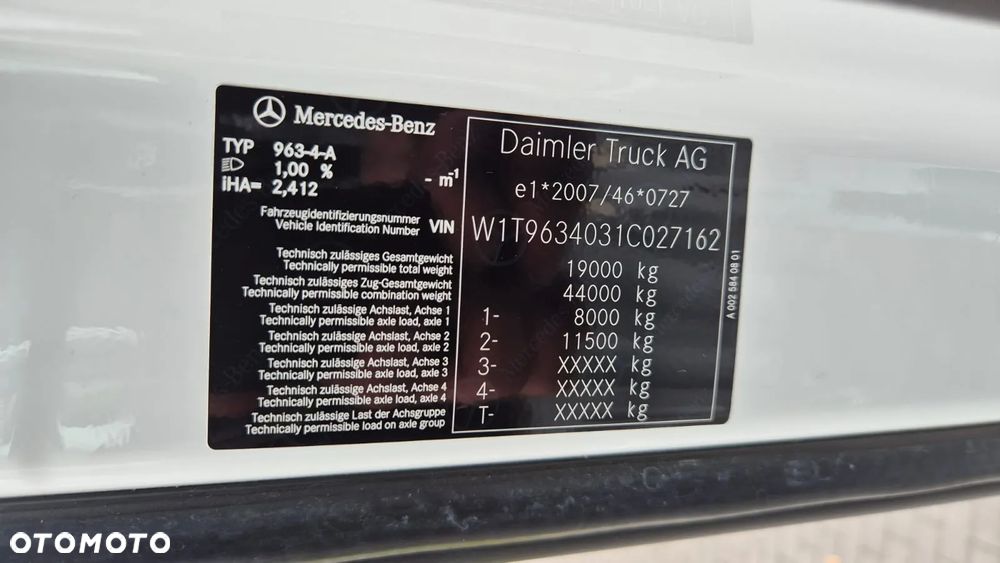 Mercedes-Benz
TYP 963-4-A
1,00 %
iHA= 2,412 - m-1
Fahrzeugidentifizierungsnummer
Vehicle Identification Number VIN
Technisch zulässiges Gesamtgewicht
Technically permissible total weight
Technisch zulässiges Zug-Gesamtgewicht
Technically permissible combination weight
Technisch zulässige Achslast, Achse 1
Technically permissible axle load, axle 1
Technisch zulässige Achslast, Achse 2
Technically permissible axle load, axle 2
Technisch zulässige Achslast, Achse 3
Technically permissible axle load, axle 3
Technisch zulässige Achslast, Achse 4
Technically permissible axle load, axle 4
Technisch zulässige Last der Achsgruppe
Technically permissible load on axle group
Daimler Truck AG
e1*2007/46*0727
W1T9634031C027162
19000 kg
44000 kg
1- 8000 kg
2- 11500 kg
3- XXXXX kg
4- XXXXX kg
T- XXXXX kg
A 002 584 08 01
OTOMOTO